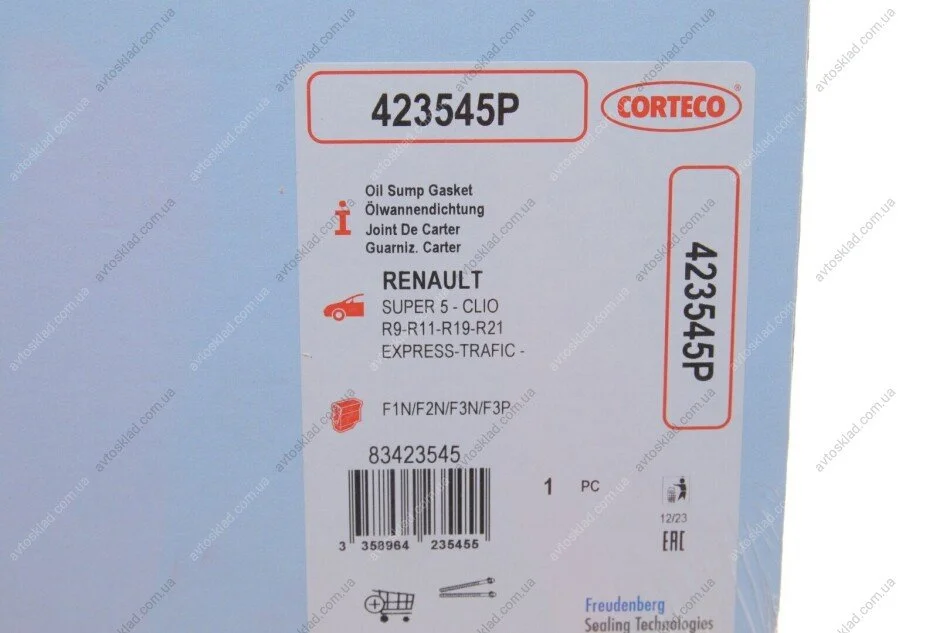 423545P
CORTECO®
Oil Sump Gasket
Ölwannendichtung
Joint De Carter
Guarniz. Carter
RENAULT
SUPER 5 - CLIO
R9-R11-R19-R21
EXPRESS-TRAFIC -
F1N/F2N/F3N/F3P
83423545
3 358964 235455
1 PC
12/23
EAC
423545P
Freudenberg
Sealing Technologies
avtosklad.com.ua